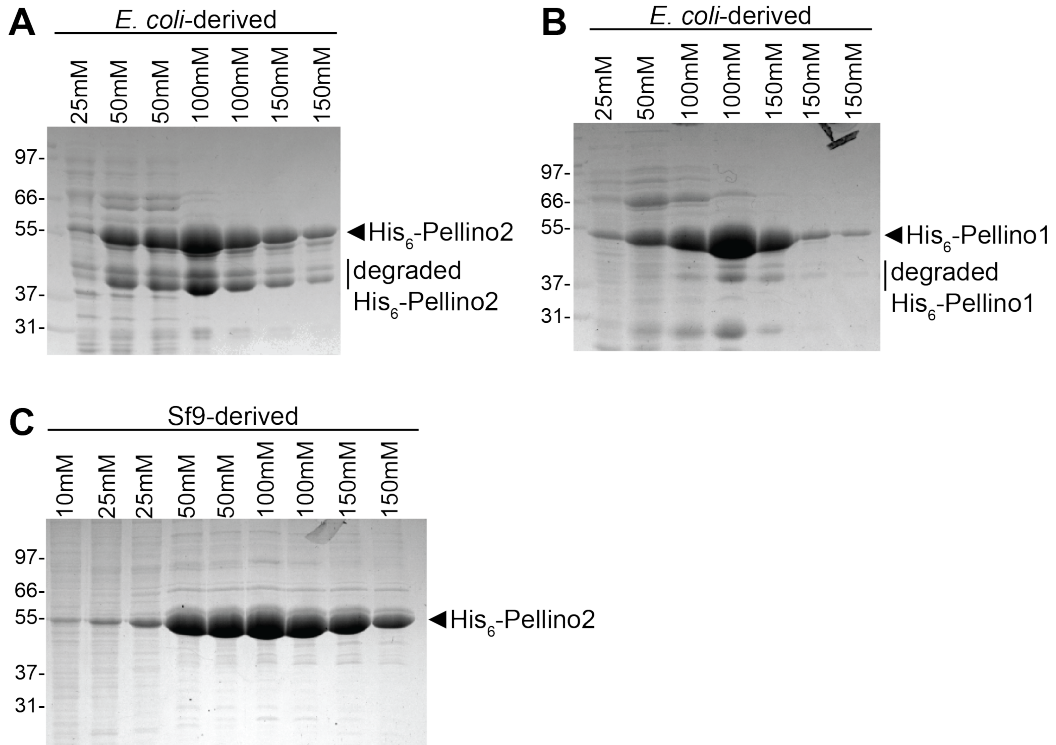 A
E. coli-derived
25mM 50mM 50mM 100mM 100mM 150mM 150mM
97-
66-
55-
37-
31-
His6-Pellino2
degraded
His6-Pellino2
B
E. coli-derived
25mM 50mM 100mM 100mM 150mM 150mM 150mM
97-
66-
55-
37-
31-
His6-Pellino1
degraded
His6-Pellino1
C
Sf9-derived
10mM 25mM 25mM 50mM 50mM 100mM 100mM 150mM 150mM
97-
66-
55-
37-
31-
His6-Pellino2